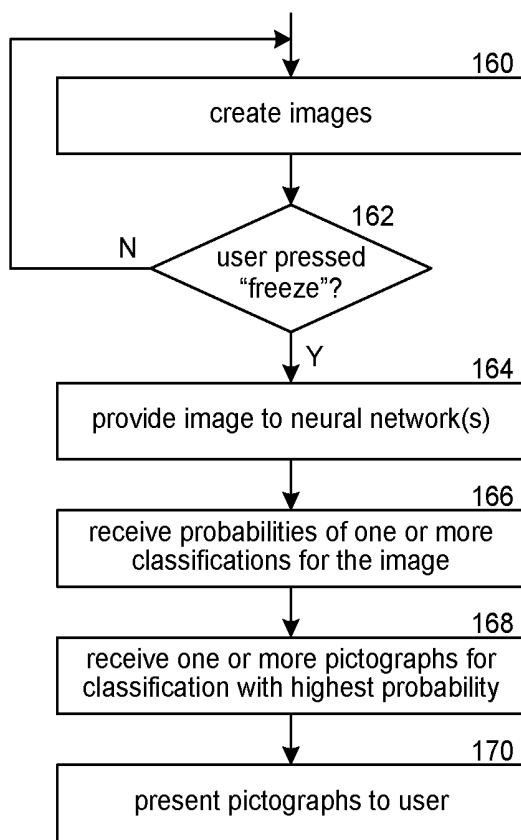 160
create images
162
N
user pressed
“freeze”?
Y
164
provide image to neural network(s)
166
receive probabilities of one or more
classifications for the image
168
receive one or more pictographs for
classification with highest probability
170
present pictographs to user